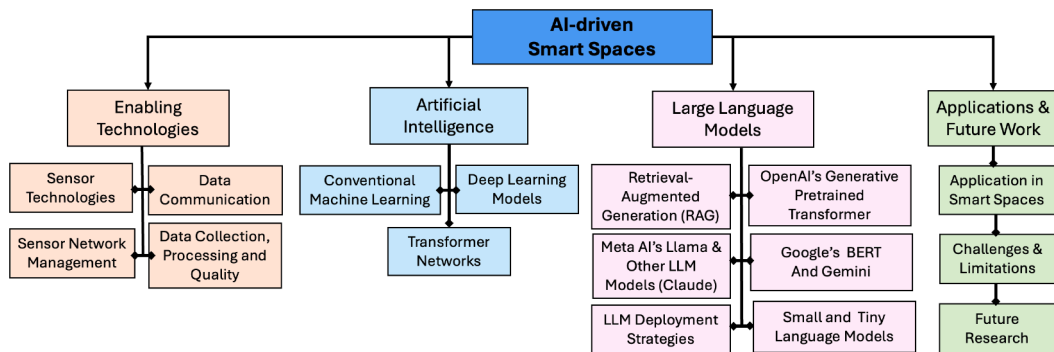 AI-driven
Smart Spaces
Enabling
Technologies
Sensor
Technologies
Data
Communication
Sensor Network
Management
Data Collection,
Processing and
Quality
Artificial
Intelligence
Conventional
Machine Learning
Deep Learning
Models
Transformer
Networks
Large Language
Models
Retrieval-
Augmented
Generation (RAG)
OpenAI's Generative
Pretrained
Transformer
Meta AI's Llama &
Other LLM
Models (Claude)
Google's BERT
And Gemini
LLM Deployment
Strategies
Small and Tiny
Language Models
Applications &
Future Work
Application in
Smart Spaces
Challenges &
Limitations
Future
Research